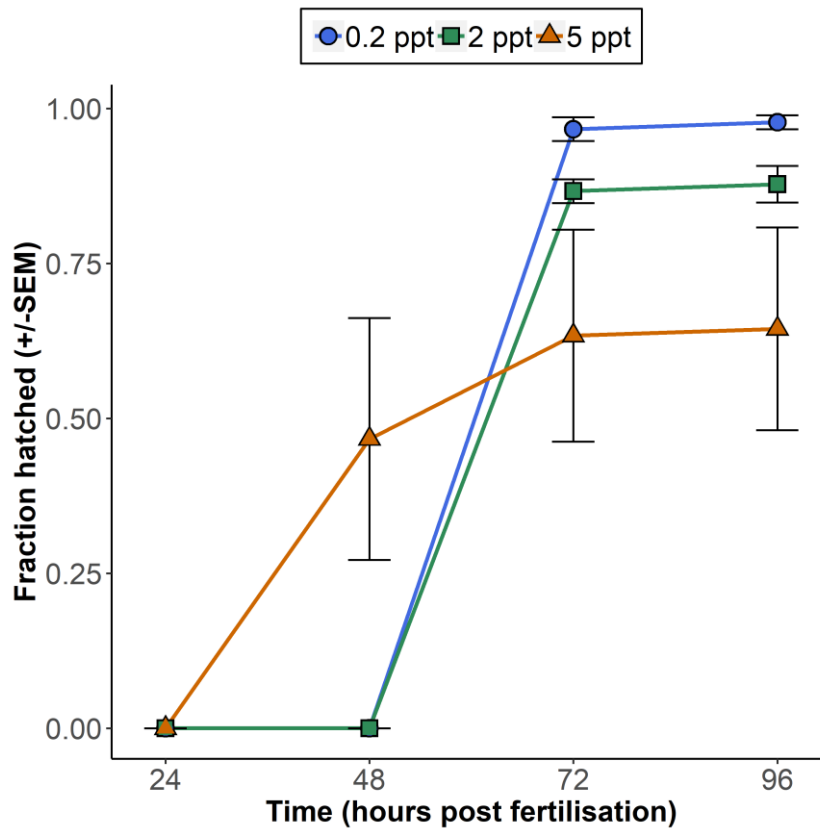 0.2 ppt 2 ppt 5 ppt
1.00
0.75
0.50
0.25
0.00
Fraction hatched (+/-SEM)
24 48 72 96
Time (hours post fertilisation)